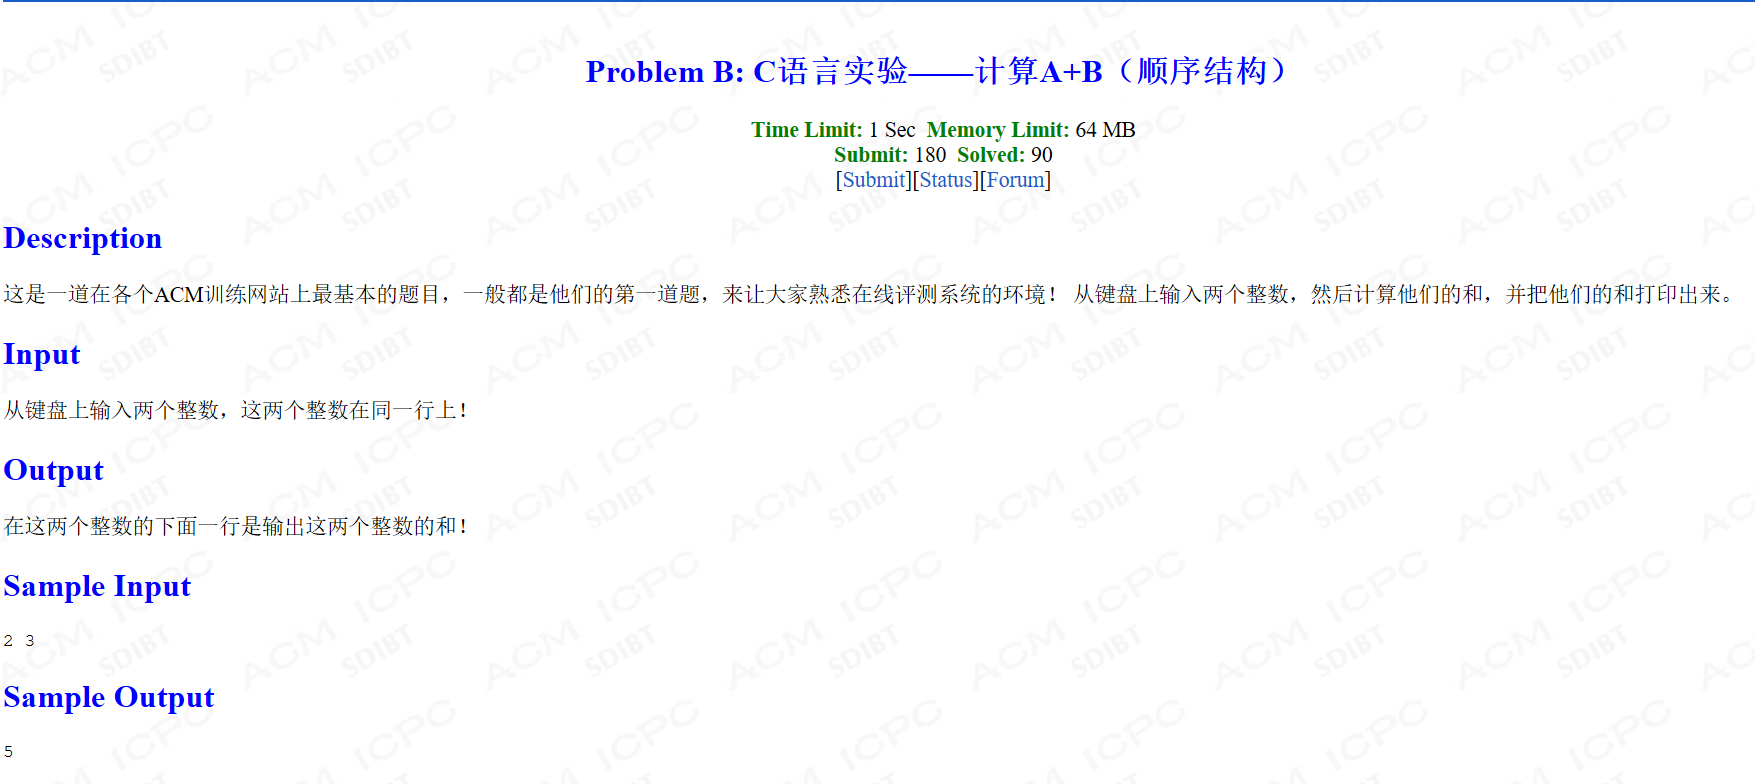 Problem B: C语言实验——计算A+B（顺序结构）
Time Limit: 1 Sec  Memory Limit: 64 MB
Submit: 180  Solved: 90
[Submit][Status][Forum]
Description
这是一道在各个ACM训练网站上最基本的题目，一般都是他们的第一道题，来让大家熟悉在线评测系统的环境！ 从键盘上输入两个整数，然后计算他们的和，并把他们的和打印出来。
Input
从键盘上输入两个整数，这两个整数在同一行上！
Output
在这两个整数的下面一行是输出这两个整数的和！
Sample Input
2 3
Sample Output
5
ACM ICPC
SDIBT